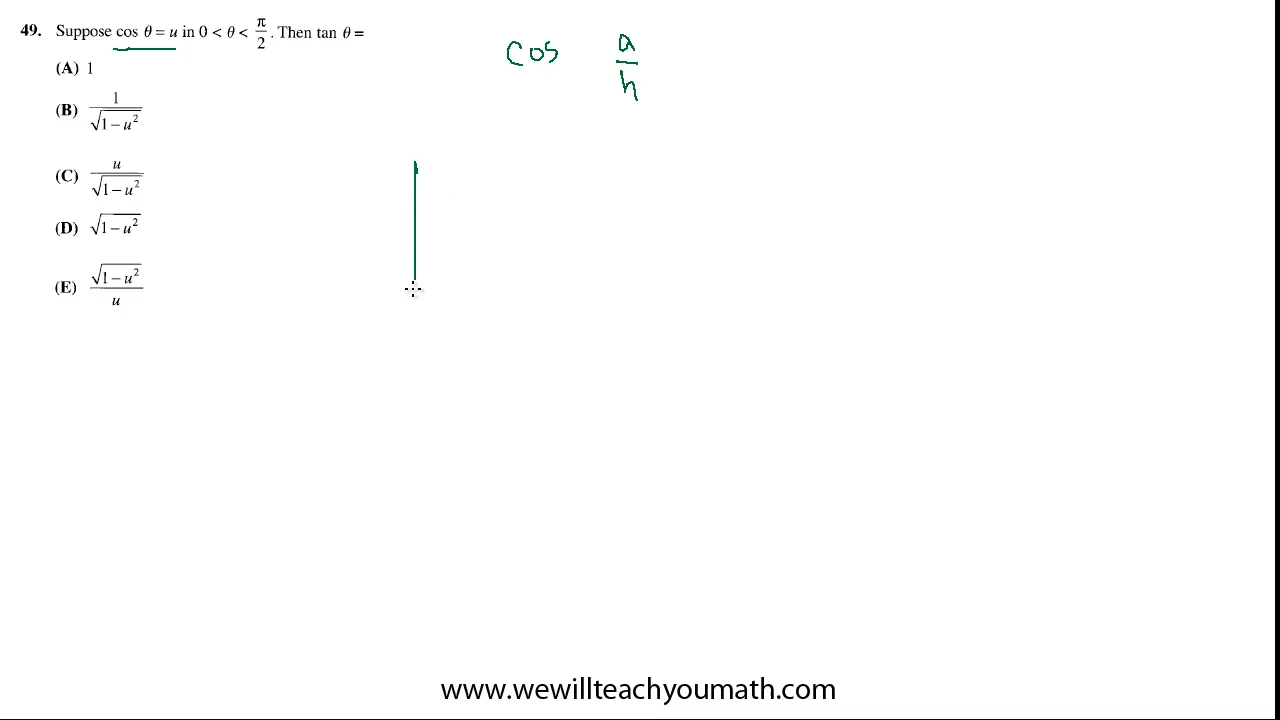 49. Suppose cos θ = u in 0 < θ < π/2. Then tan θ =
cos a/h
(A) 1
(B) 1/√(1 – u²)
(C) u/√(1 – u²)
(D) √(1 – u²)
(E) √(1 – u²)/u
www.wewillteachyoumath.com